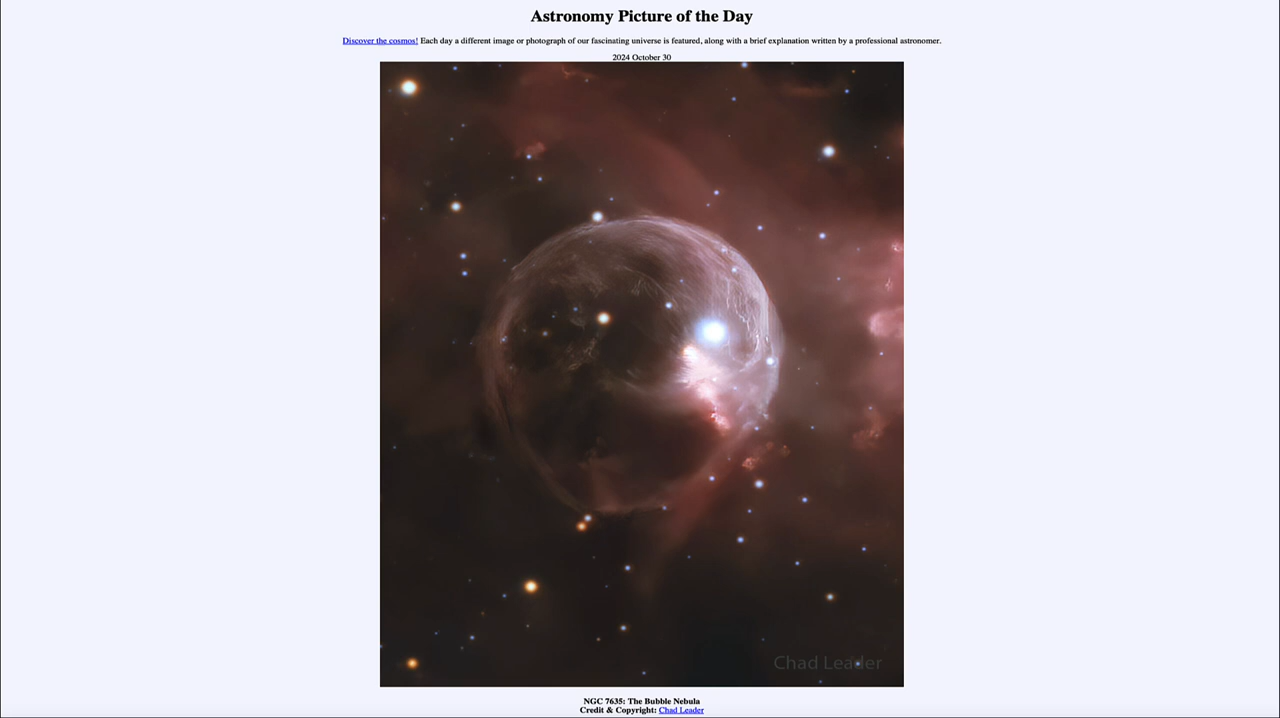 Astronomy Picture of the Day
Discover the cosmos! Each day a different image or photograph of our fascinating universe is featured, along with a brief explanation written by a professional astronomer.
2024 October 30
Chad Leader
NGC 7635: The Bubble Nebula
Credit & Copyright: Chad Leader